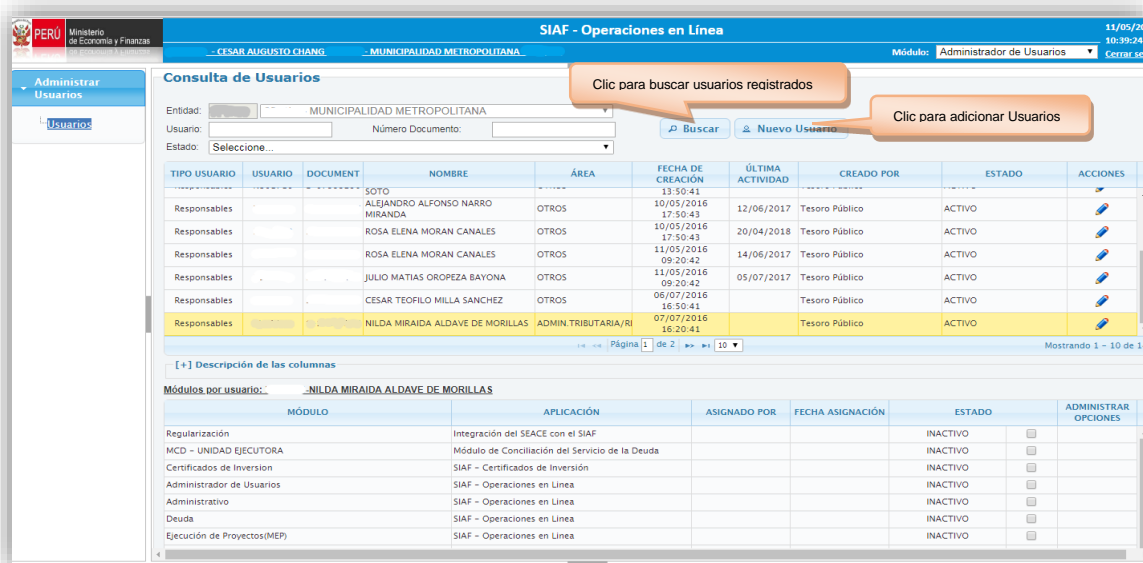 PERÚ Ministerio de Economía y Finanzas
SIAF - Operaciones en Línea
11/05/20
10:39:24
- CESAR AUGUSTO CHANG - MUNICIPALIDAD METROPOLITANA
Módulo: Administrador de Usuarios
Cerrar se
Administrar Usuarios
Usuarios
Consulta de Usuarios
Clic para buscar usuarios registrados
Clic para adicionar Usuarios
Entidad: - MUNICIPALIDAD METROPOLITANA
Usuario: Número Documento:
Buscar Nuevo Usuario
Estado: Seleccione...
TIPO USUARIO USUARIO DOCUMENT NOMBRE ÁREA FECHA DE CREACIÓN ÚLTIMA ACTIVIDAD CREADO POR ESTADO ACCIONES
SOTO 13:50:41
Responsables ALEJANDRO ALFONSO NARRO MIRANDA OTROS 10/05/2016 17:50:43 12/06/2017 Tesoro Público ACTIVO
Responsables ROSA ELENA MORAN CANALES OTROS 10/05/2016 17:50:43 20/04/2018 Tesoro Público ACTIVO
Responsables ROSA ELENA MORAN CANALES OTROS 11/05/2016 09:20:42 14/06/2017 Tesoro Público ACTIVO
Responsables JULIO MATIAS OROPEZA BAYONA OTROS 11/05/2016 09:20:42 05/07/2017 Tesoro Público ACTIVO
Responsables CESAR TEOFILO MILLA SANCHEZ OTROS 06/07/2016 16:50:41 Tesoro Público ACTIVO
Responsables NILDA MIRAIDA ALDAVE DE MORILLAS ADMIN.TRIBUTARIA/RI 07/07/2016 16:20:41 Tesoro Público ACTIVO
Página 1 de 2 10 Mostrando 1 - 10 de 1
[+] Descripción de las columnas
Módulos por usuario: -NILDA MIRAIDA ALDAVE DE MORILLAS
MÓDULO APLICACIÓN ASIGNADO POR FECHA ASIGNACIÓN ESTADO ADMINISTRAR OPCIONES
Regularización Integración del SEACE con el SIAF INACTIVO
MCD - UNIDAD EJECUTORA Módulo de Conciliación del Servicio de la Deuda INACTIVO
Certificados de Inversion SIAF - Certificados de Inversión INACTIVO
Administrador de Usuarios SIAF - Operaciones en Linea INACTIVO
Administrativo SIAF - Operaciones en Linea INACTIVO
Deuda SIAF - Operaciones en Linea INACTIVO
Ejecución de Proyectos(MEP) SIAF - Operaciones en Linea INACTIVO